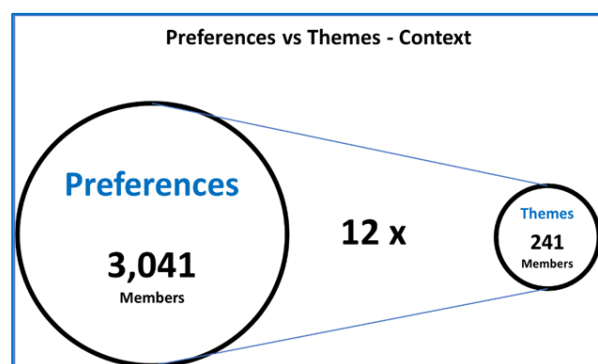 Preferences vs Themes - Context
Preferences
3,041
Members
12 x
Themes
241
Members